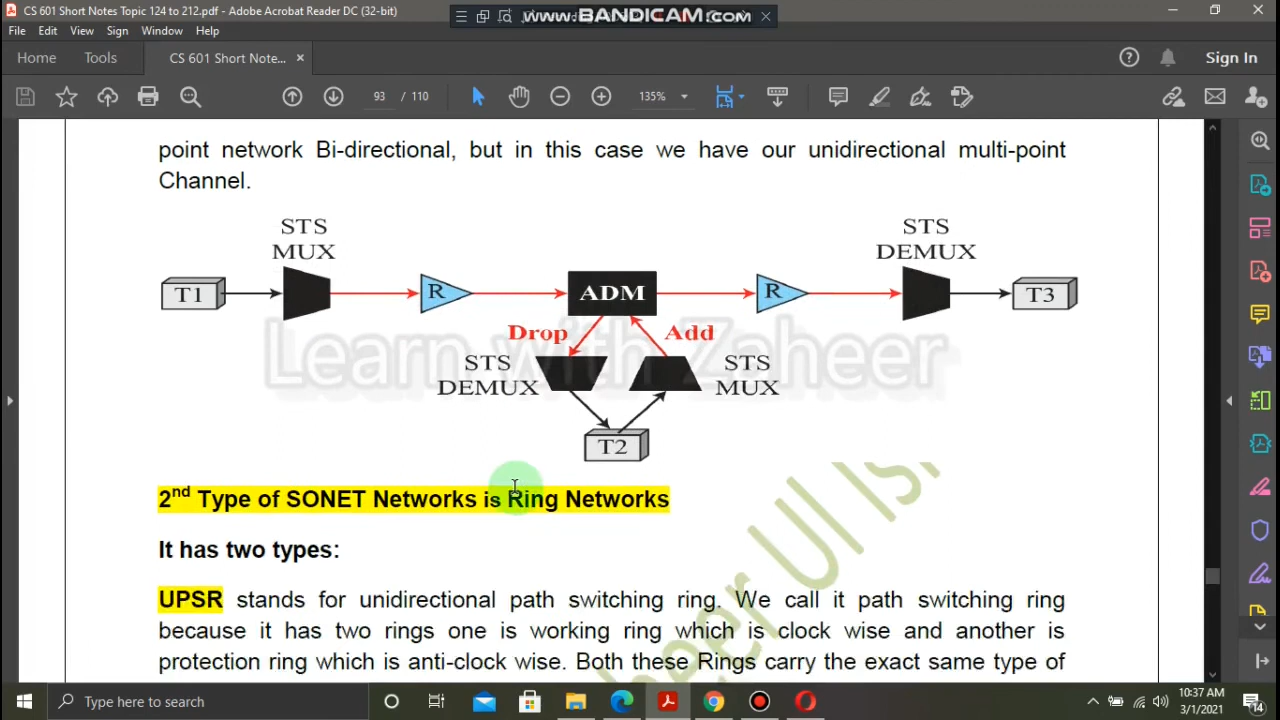 CS 601 Short Notes Topic 124 to 212.pdf - Adobe Acrobat Reader DC (32-bit)
WWW.BANDICAM.COM
File Edit View Sign Window Help
Home Tools CS 601 Short Note... × Sign In
93 / 110 135%
point network Bi-directional, but in this case we have our unidirectional multi-point
Channel.
STS
MUX
STS
DEMUX
T1 R ADM R T3
Drop Add
Learn with Zaheer
STS
DEMUX
STS
MUX
T2
2nd Type of SONET Networks is Ring Networks
It has two types:
UPSR stands for unidirectional path switching ring. We call it path switching ring
because it has two rings one is working ring which is clock wise and another is
protection ring which is anti-clock wise. Both these Rings carry the exact same type of
Type here to search
10:37 AM
3/1/2021
14